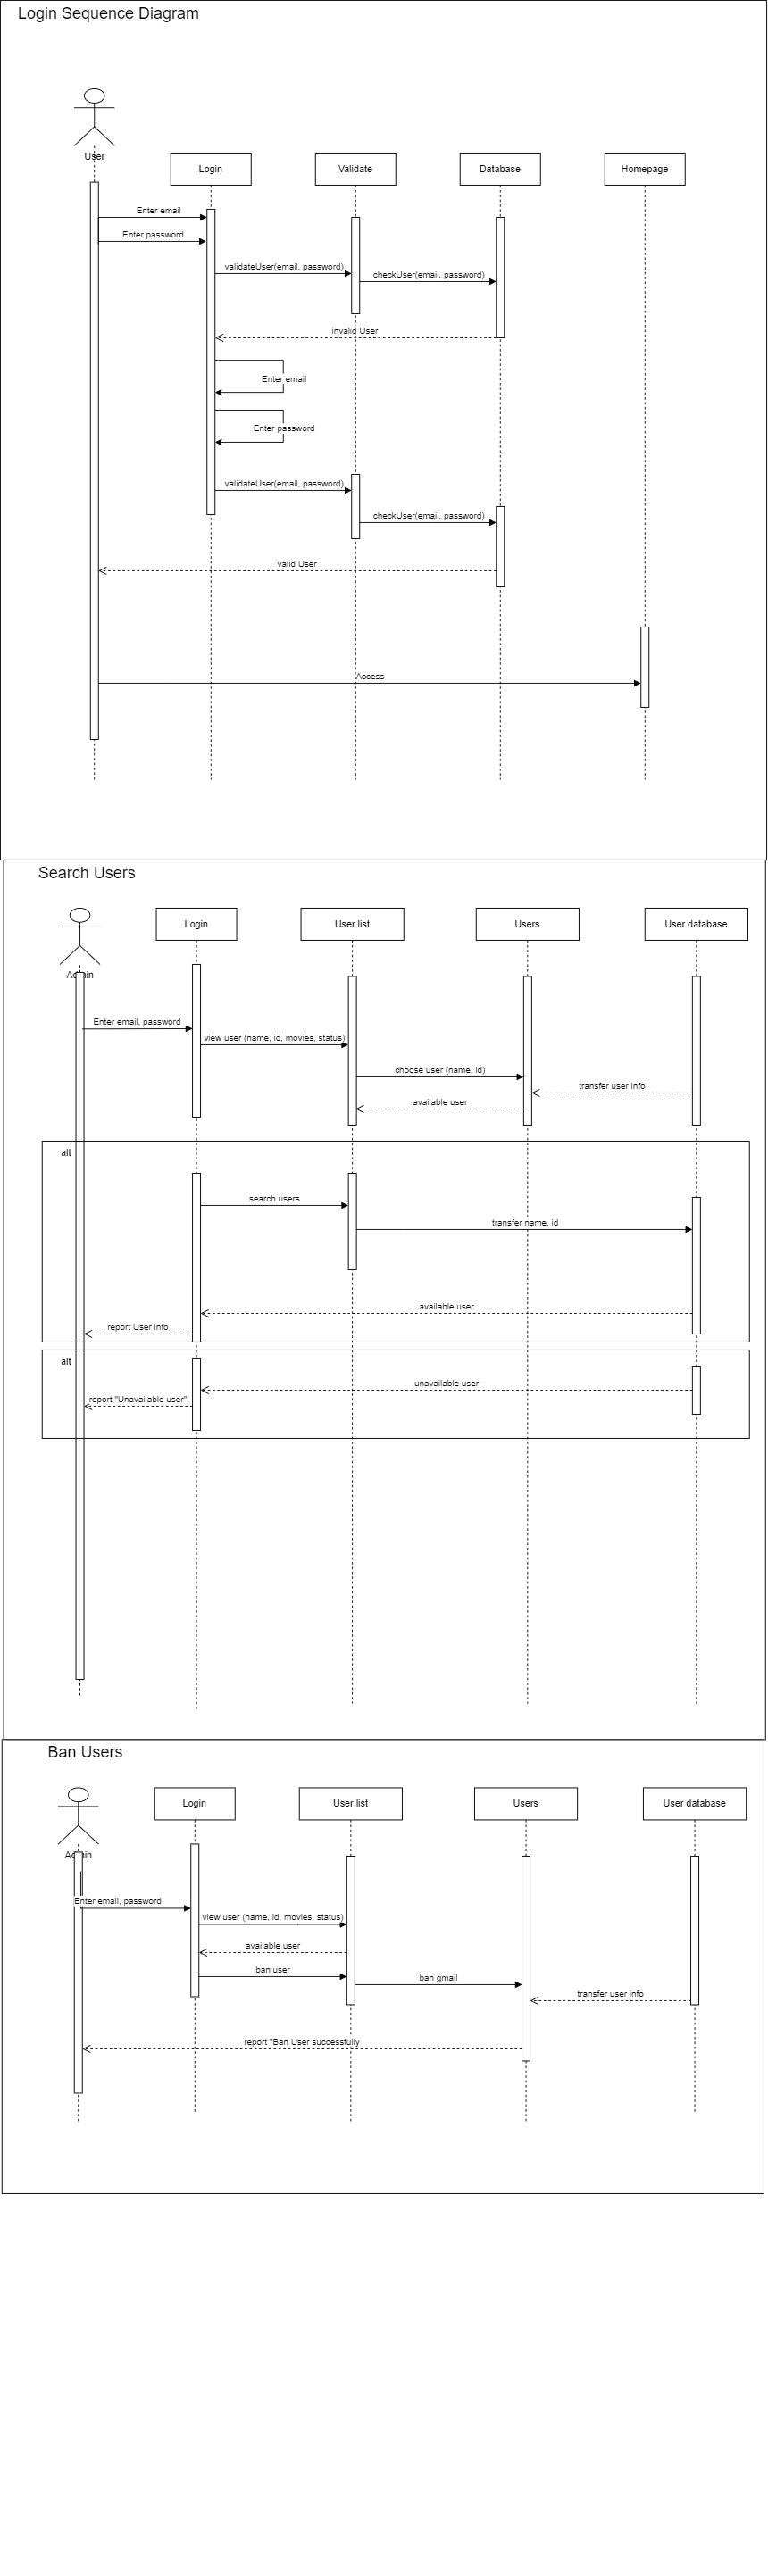 Login Sequence Diagram
User
Login
Validate
Database
Homepage
Enter email
Enter password
validateUser(email, password)
checkUser(email, password)
invalid User
Enter email
Enter password
validateUser(email, password)
checkUser(email, password)
valid User
Access
Search Users
Admin
Login
User list
Users
User database
Enter email, password
view user (name, id, movies, status)
choose user (name, id)
transfer user info
available user
alt
search users
transfer name, id
available user
report User info
alt
unavailable user
report "Unavailable user"
Ban Users
Admin
Login
User list
Users
User database
Enter email, password
view user (name, id, movies, status)
available user
ban user
ban gmail
transfer user info
report "Ban User successfully